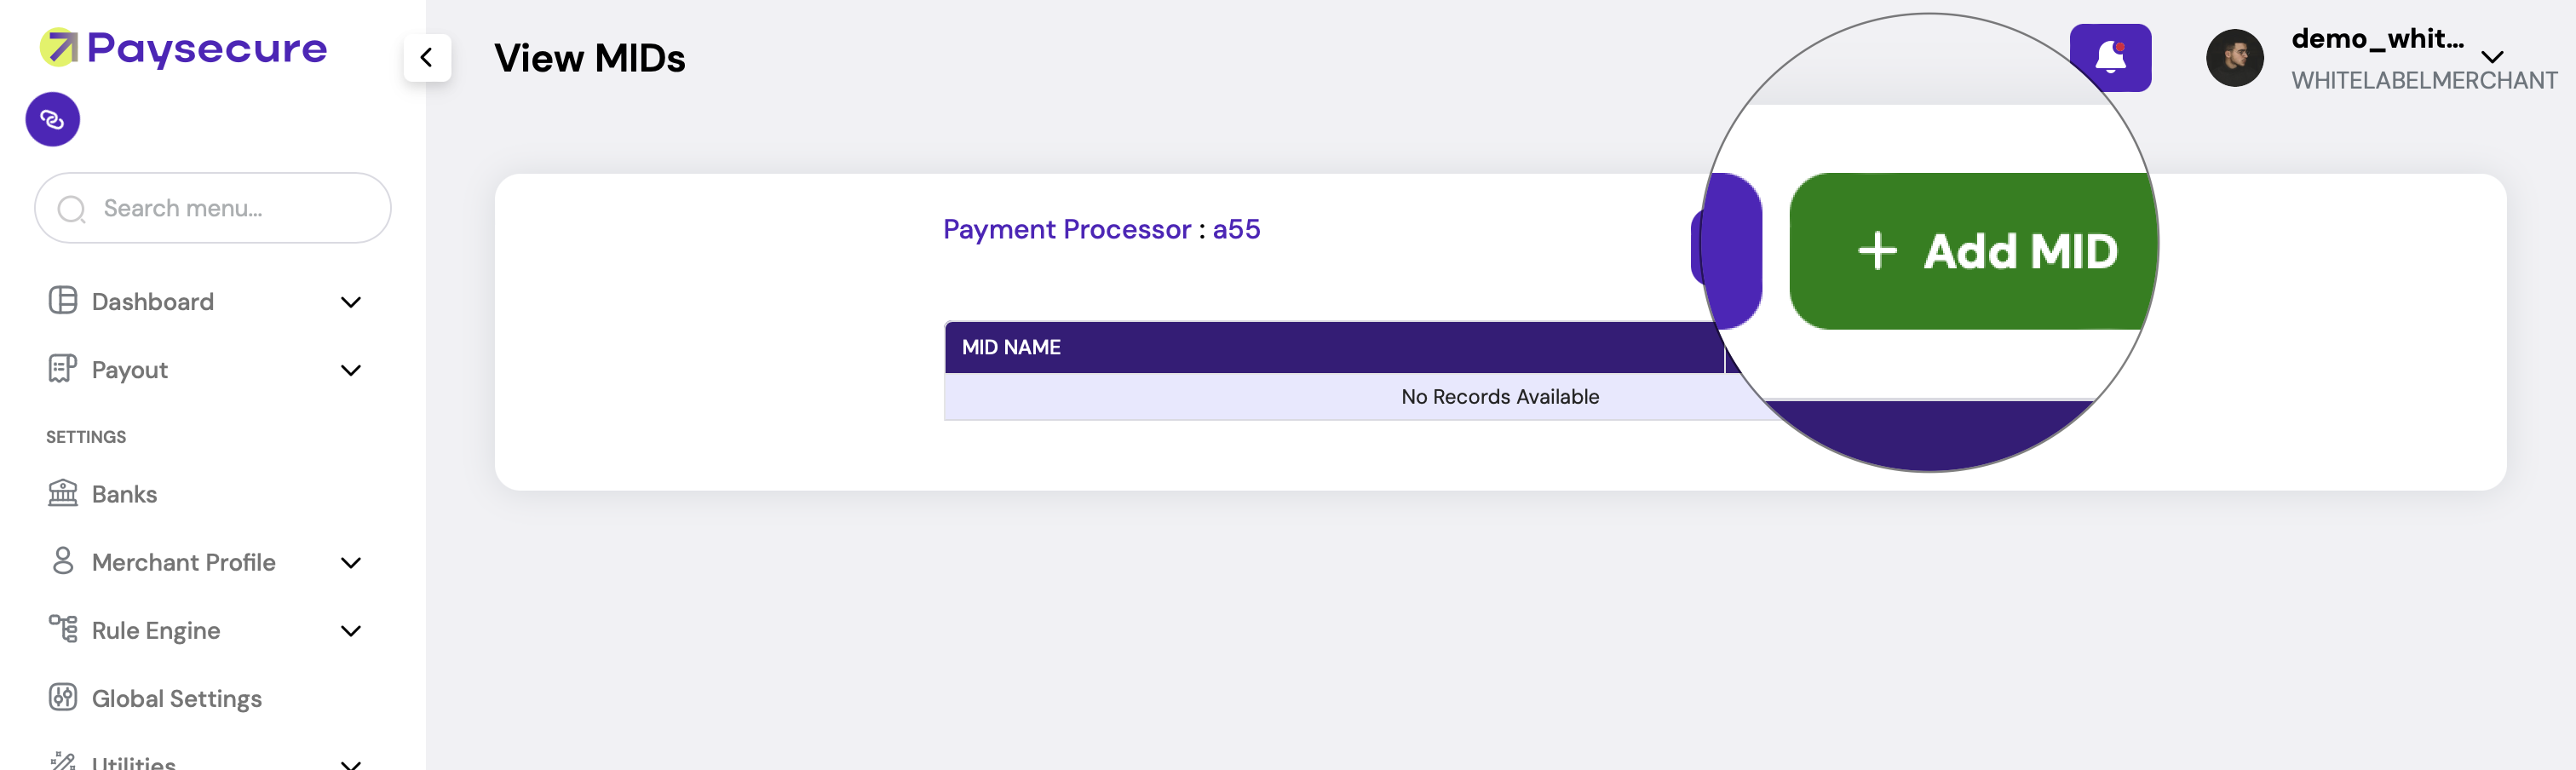 Paysecure
View MIDs
demo_whit...
WHITELABELMERCHANT
Search menu...
Payment Processor : a55
+ Add MID
MID NAME
No Records Available
Dashboard
Payout
SETTINGS
Banks
Merchant Profile
Rule Engine
Global Settings
Utilities